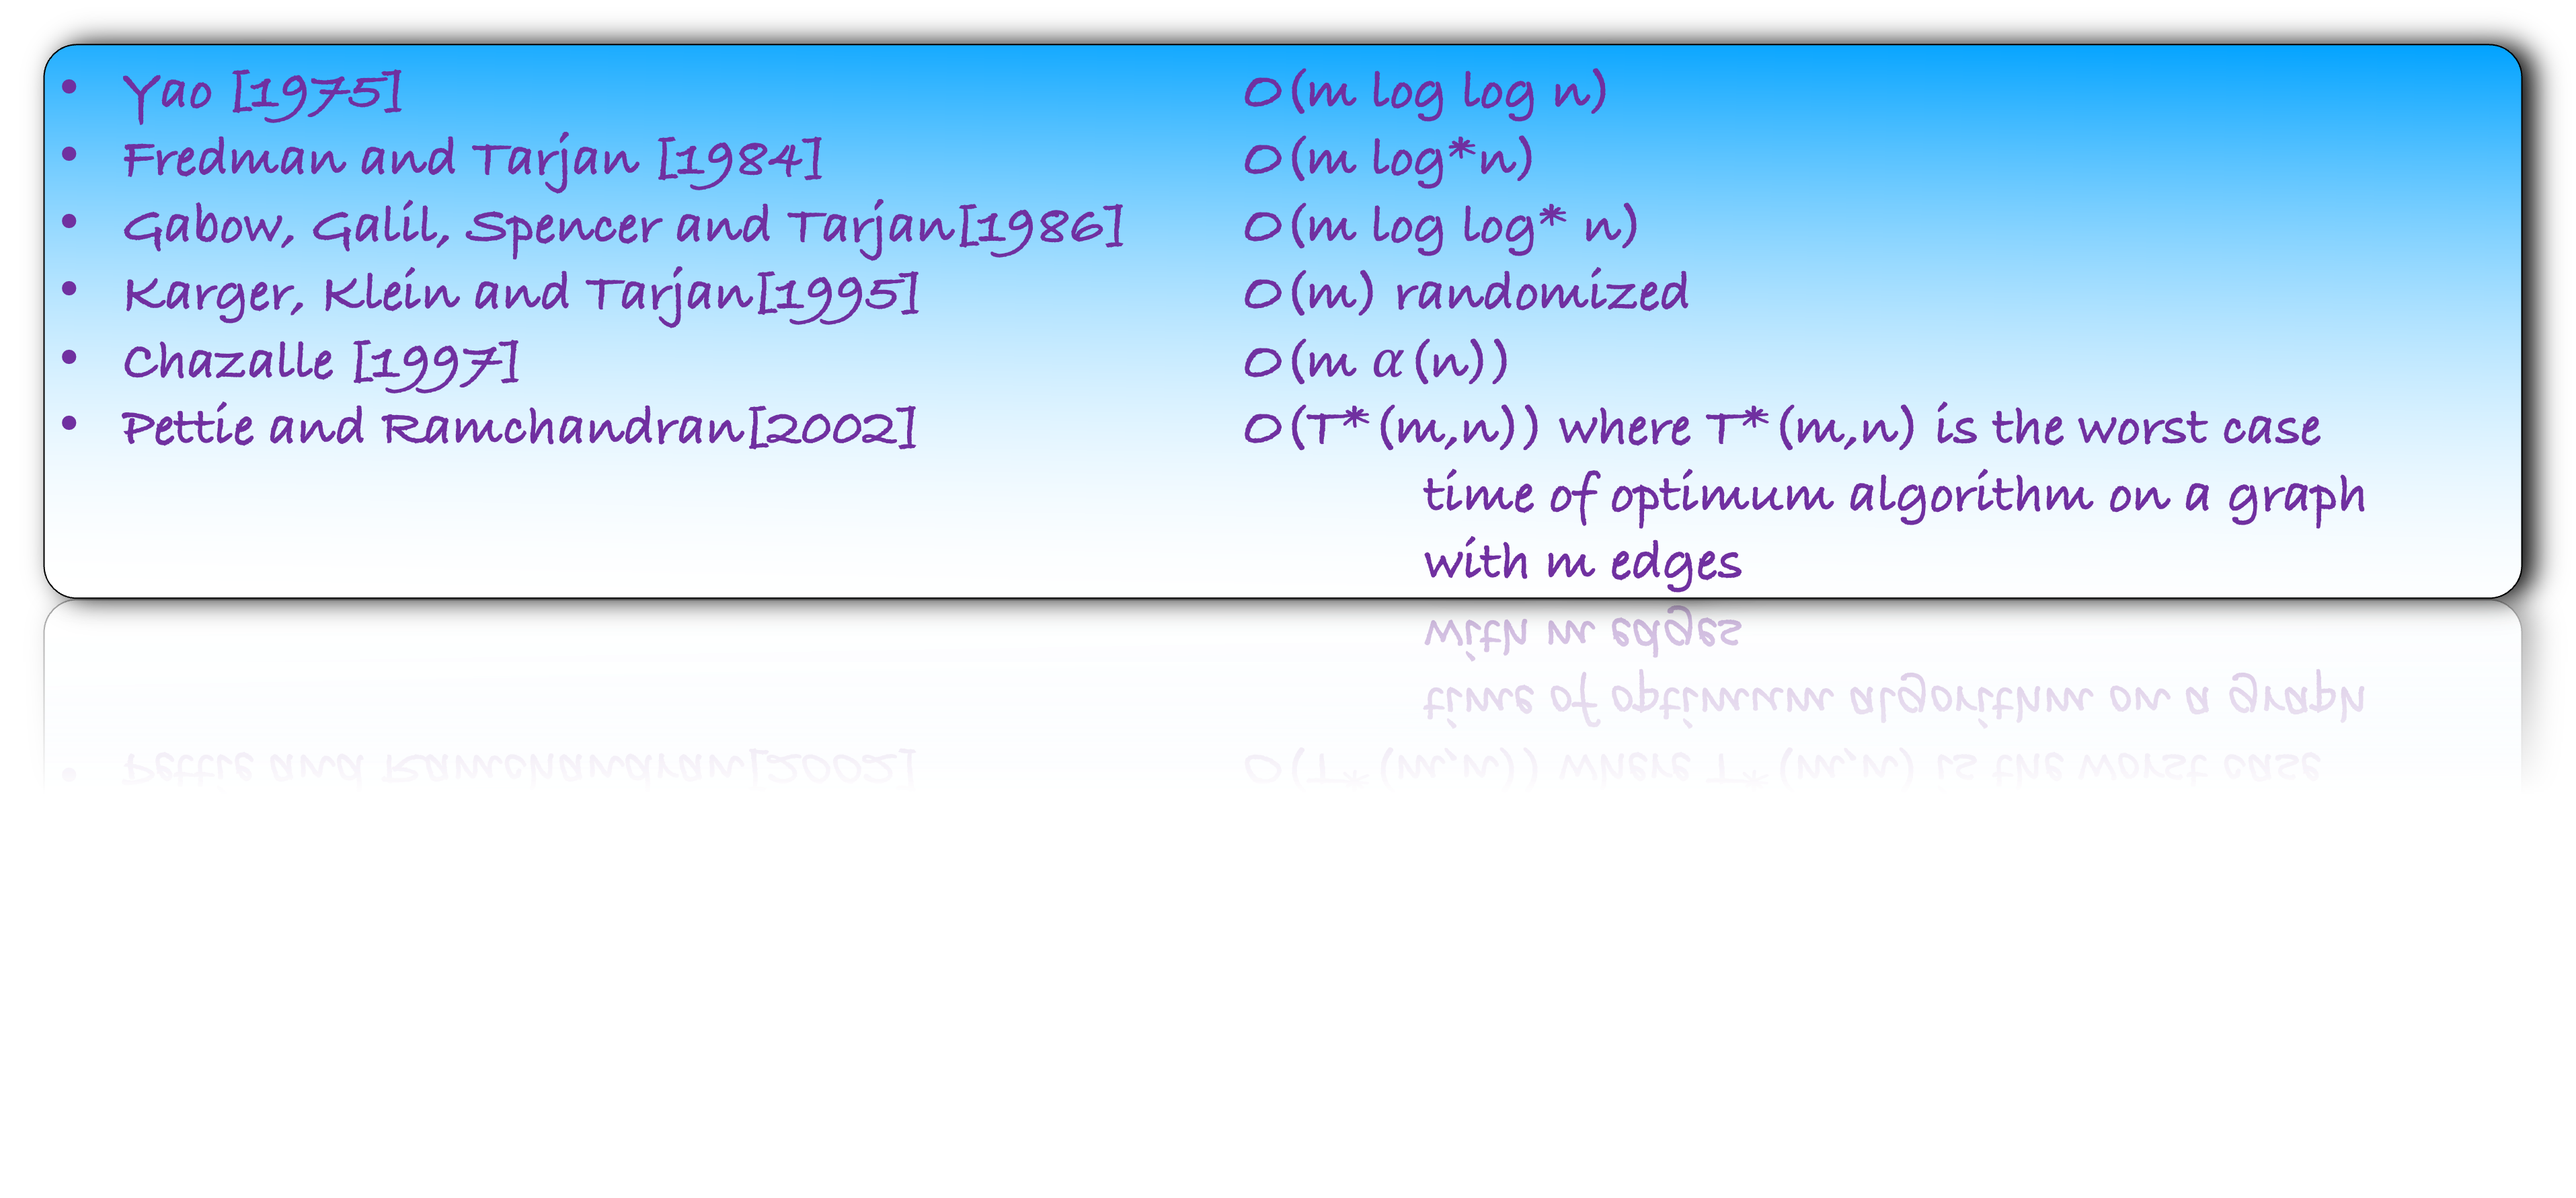 • Yao [1975] O(m log log n)
• Fredman and Tarjan [1984] O(m log*n)
• Gabow, Galil, Spencer and Tarjan[1986] O(m log log* n)
• Karger, Klein and Tarjan[1995] O(m) randomized
• Chazalle [1997] O(m α(n))
• Pettie and Ramchandran[2002] O(T*(m,n)) where T*(m,n) is the worst case
time of optimum algorithm on a graph
with m edges